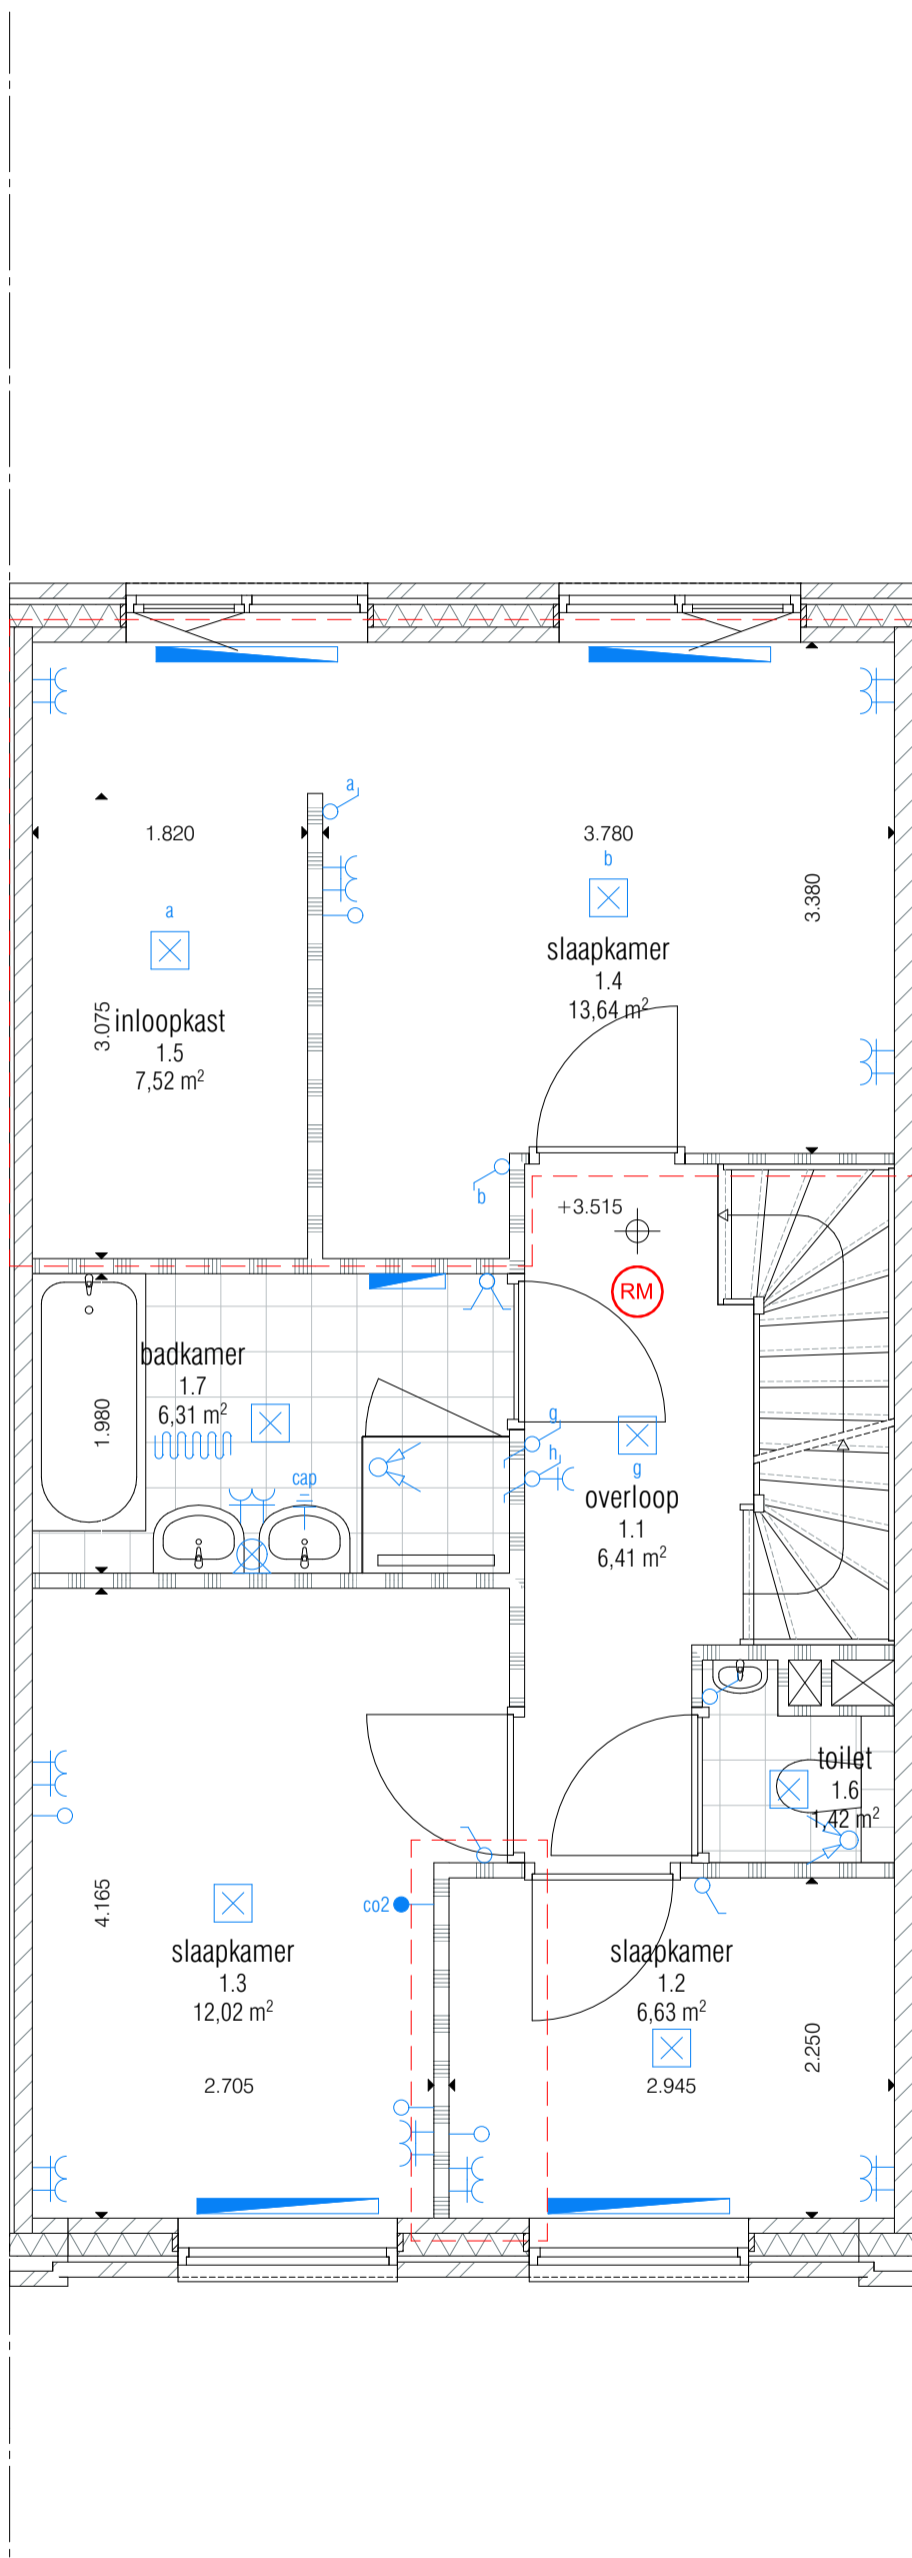 a
1.820
3.780
b
a
3.380
slaapkamer
1.4
13,64 m²
3.075
inloopkast
1.5
7,52 m²
b
+3.515
RM
badkamer
1.7
6,31 m²
1.980
g
h
cap
g
overloop
1.1
6,41 m²
toilet
1.6
1,42 m²
4.165
co2
slaapkamer
1.3
12,02 m²
slaapkamer
1.2
6,63 m²
2.250
2.705
2.945